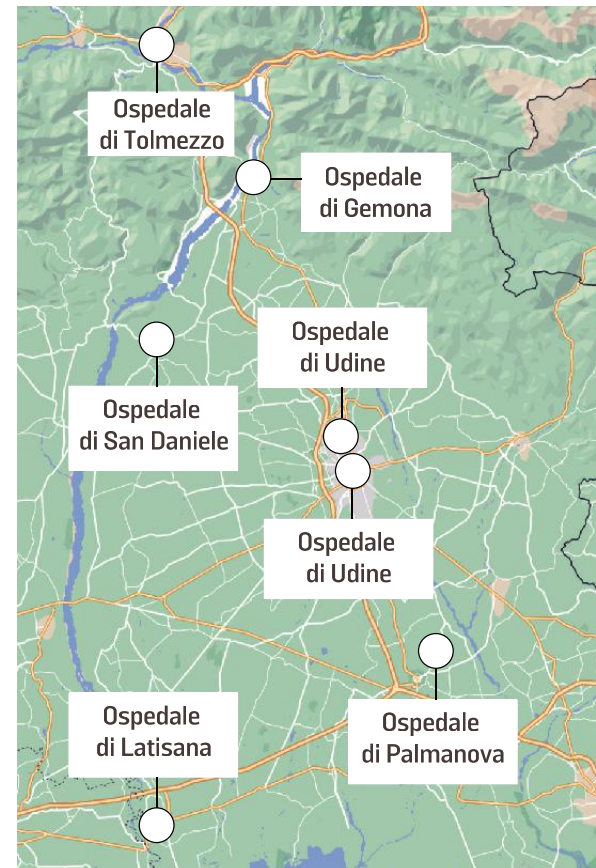 Ospedale
di Tolmezzo
Ospedale
di Gemona
Ospedale
di Udine
Ospedale
di San Daniele
Ospedale
di Udine
Ospedale
di Latisana
Ospedale
di Palmanova